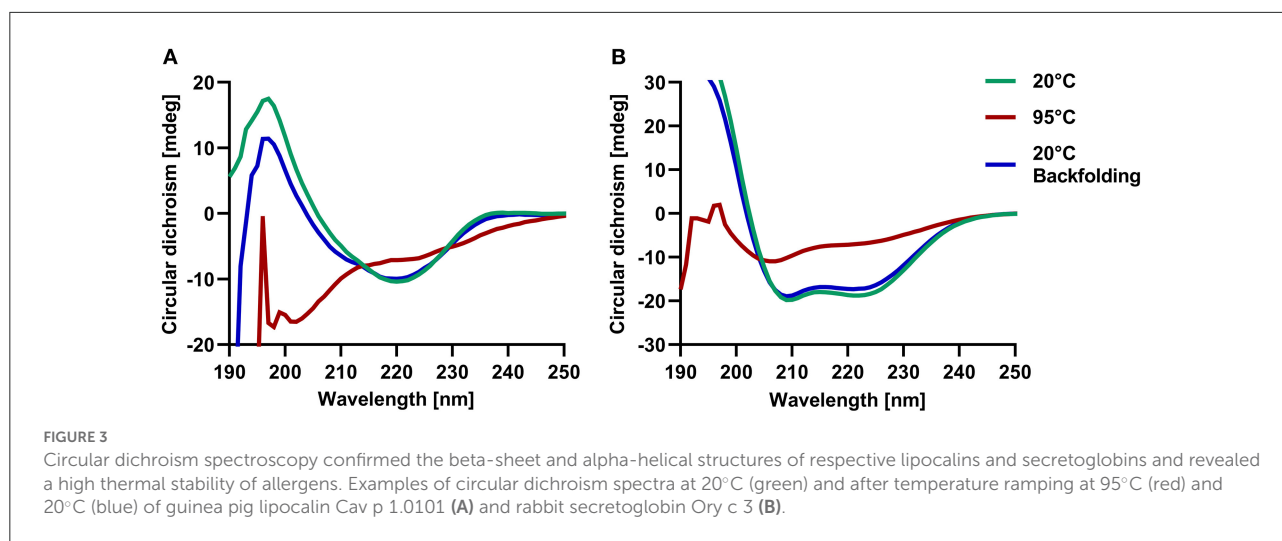 A
20
10
0
-10
-20
Circular dichroism [mdeg]
190 200 210 220 230 240 250
Wavelength [nm]
B
30
20
10
0
-10
-20
-30
Circular dichroism [mdeg]
190 200 210 220 230 240 250
Wavelength [nm]
20°C
95°C
20°C
Backfolding
FIGURE 3
Circular dichroism spectroscopy confirmed the beta-sheet and alpha-helical structures of respective lipocalins and secretoglobins and revealed
a high thermal stability of allergens. Examples of circular dichroism spectra at 20°C (green) and after temperature ramping at 95°C (red) and
20°C (blue) of guinea pig lipocalin Cav p 1.0101 (A) and rabbit secretoglobin Ory c 3 (B).